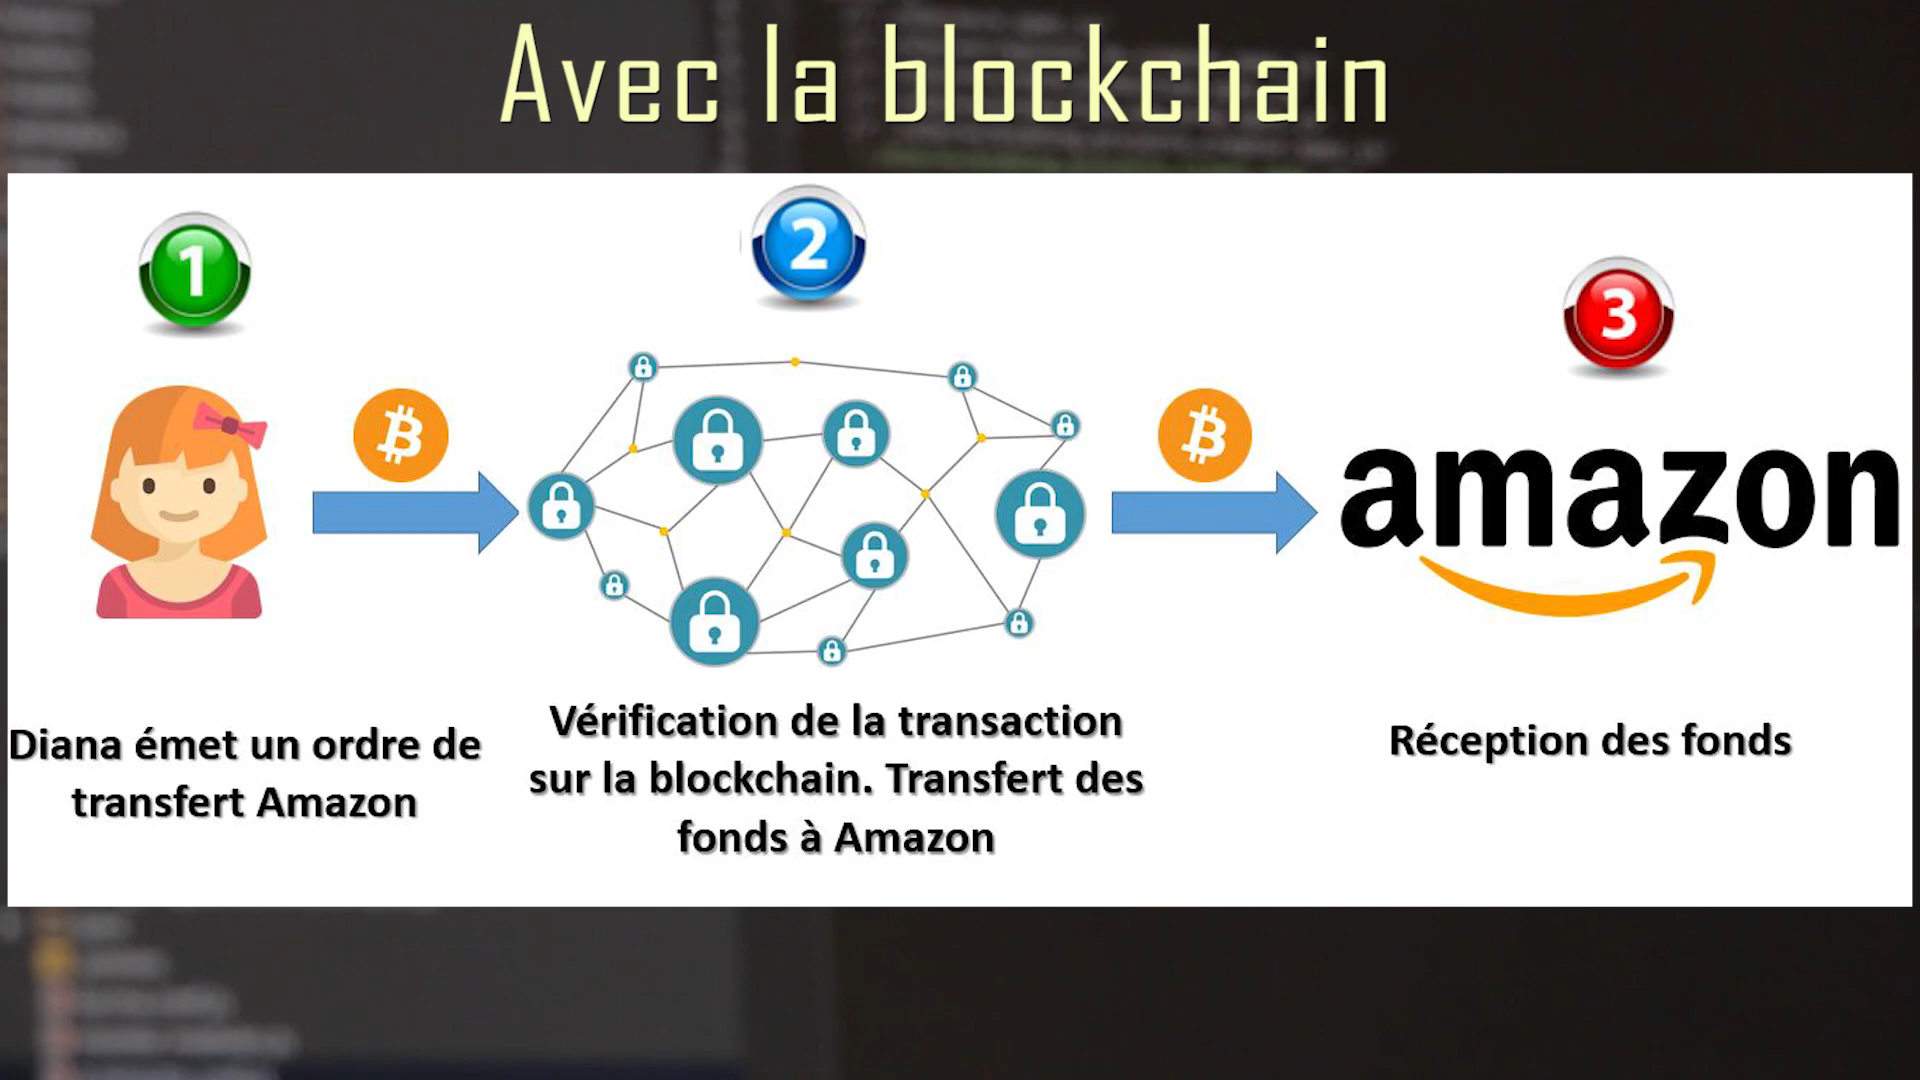 Avec la blockchain
1
2
3
amazon
Diana émet un ordre de
transfert Amazon
Vérification de la transaction
sur la blockchain. Transfert des
fonds à Amazon
Réception des fonds